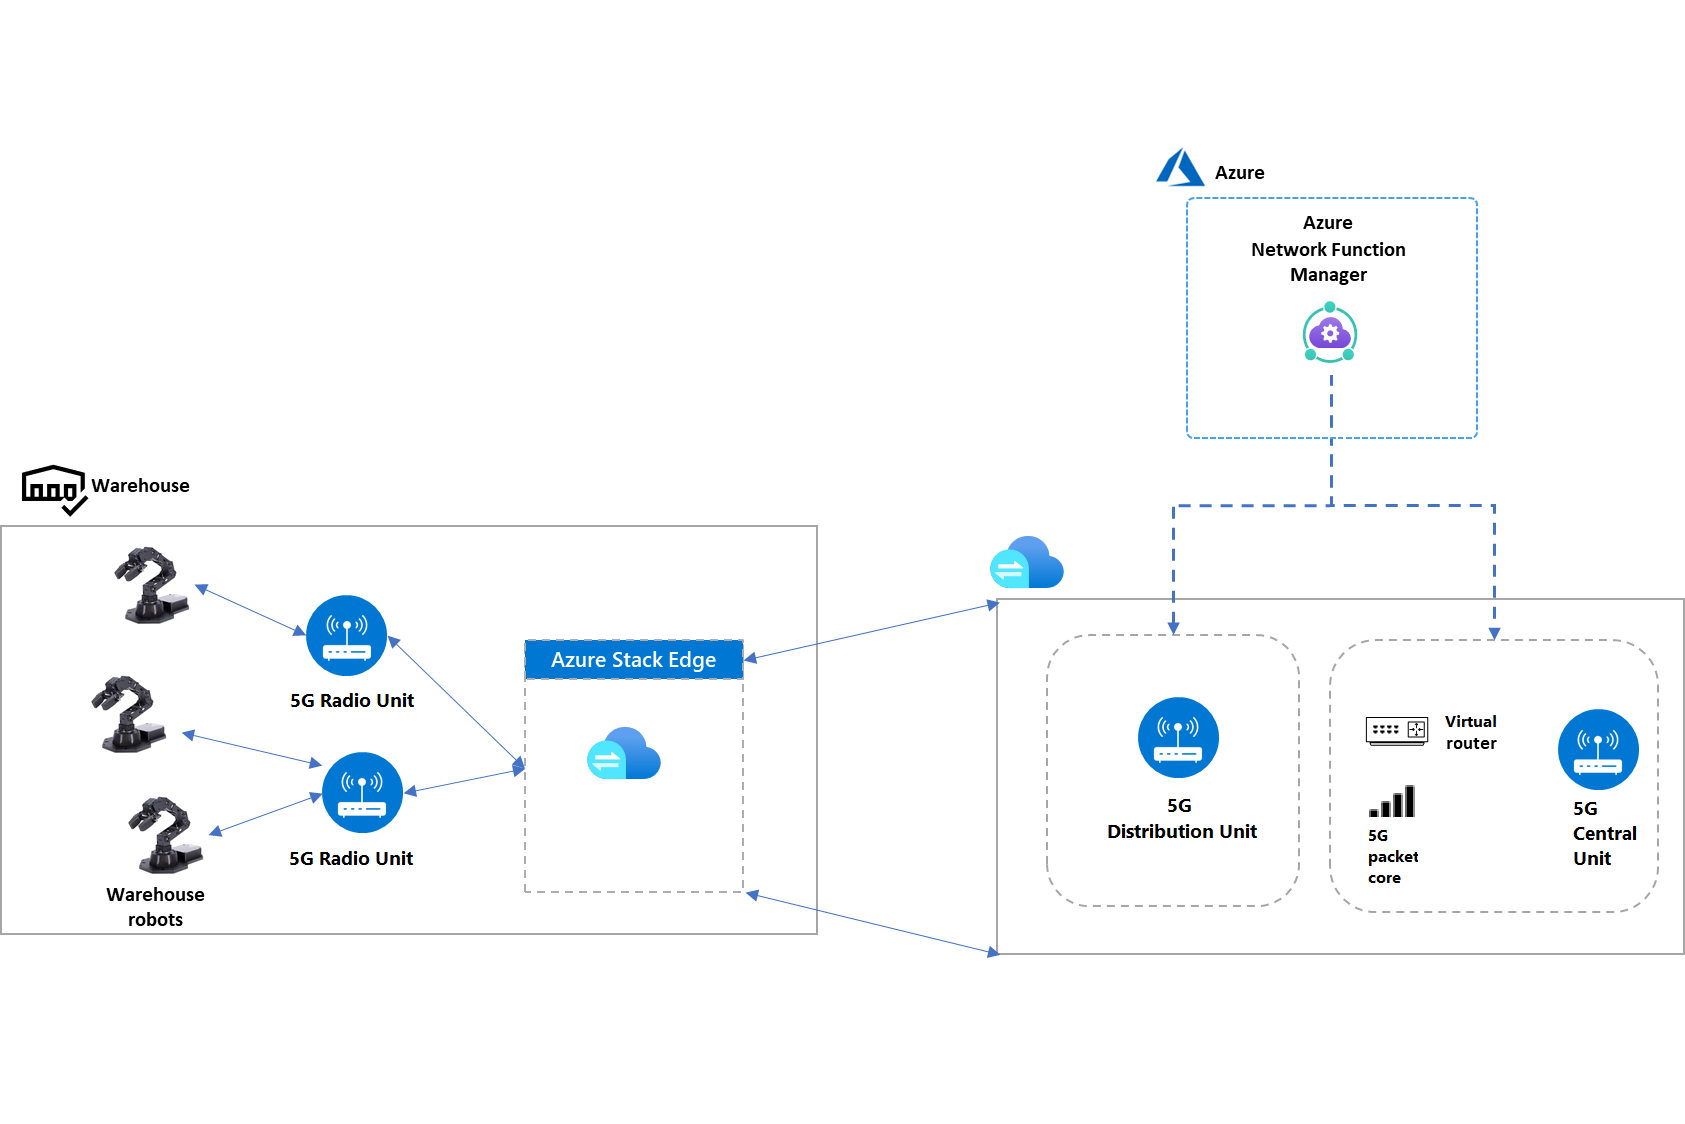 Azure
Azure
Network Function
Manager
Warehouse
5G Radio Unit
5G Radio Unit
Warehouse
robots
Azure Stack Edge
5G
Distribution Unit
Virtual
router
5G
packet
core
5G
Central
Unit